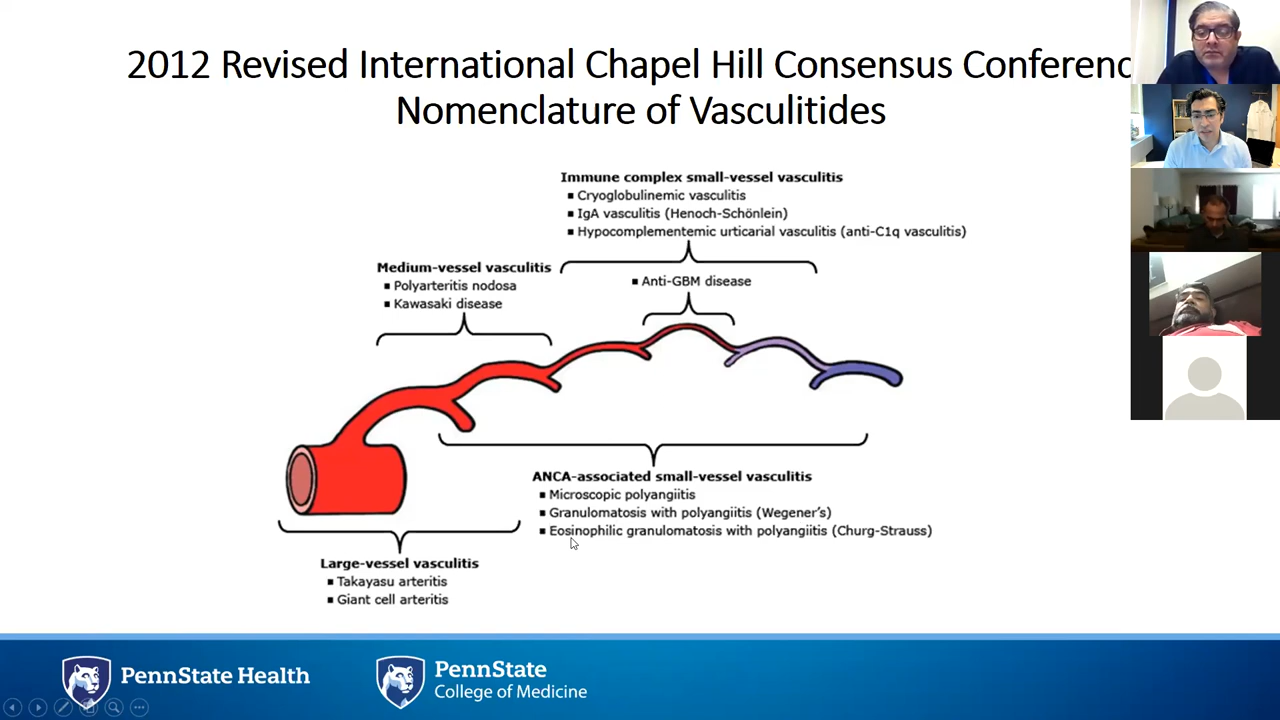 2012 Revised International Chapel Hill Consensus Conferenc
Nomenclature of Vasculitides
Immune complex small-vessel vasculitis
▪ Cryoglobulinemic vasculitis
▪ IgA vasculitis (Henoch-Schönlein)
▪ Hypocomplementemic urticarial vasculitis (anti-C1q vasculitis)
Medium-vessel vasculitis
▪ Polyarteritis nodosa
▪ Kawasaki disease
▪ Anti-GBM disease
ANCA-associated small-vessel vasculitis
▪ Microscopic polyangiitis
▪ Granulomatosis with polyangiitis (Wegener's)
▪ Eosinophilic granulomatosis with polyangiitis (Churg-Strauss)
Large-vessel vasculitis
▪ Takayasu arteritis
▪ Giant cell arteritis
PennState Health
PennState
College of Medicine